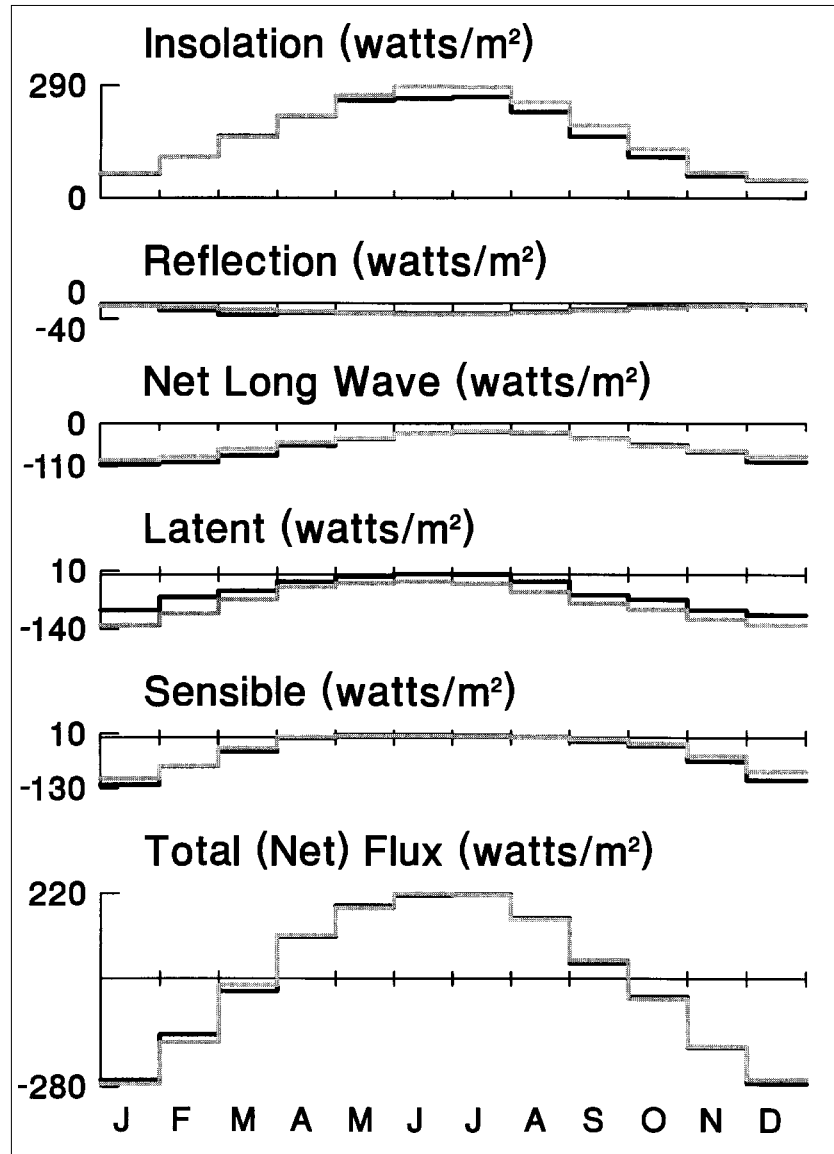 Insolation (watts/m²)
290
0
Reflection (watts/m²)
0
-40
Net Long Wave (watts/m²)
0
-110
Latent (watts/m²)
10
-140
Sensible (watts/m²)
10
-130
Total (Net) Flux (watts/m²)
220
-280
J F M A M J J A S O N D